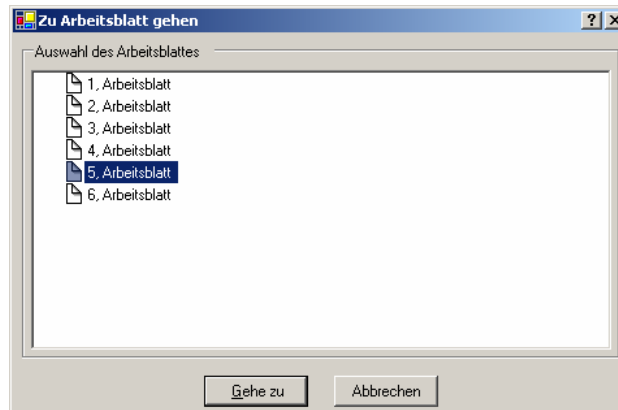 Zu Arbeitsblatt gehen
Auswahl des Arbeitsblattes
1, Arbeitsblatt
2, Arbeitsblatt
3, Arbeitsblatt
4, Arbeitsblatt
5, Arbeitsblatt
6, Arbeitsblatt
Gehe zu Abbrechen